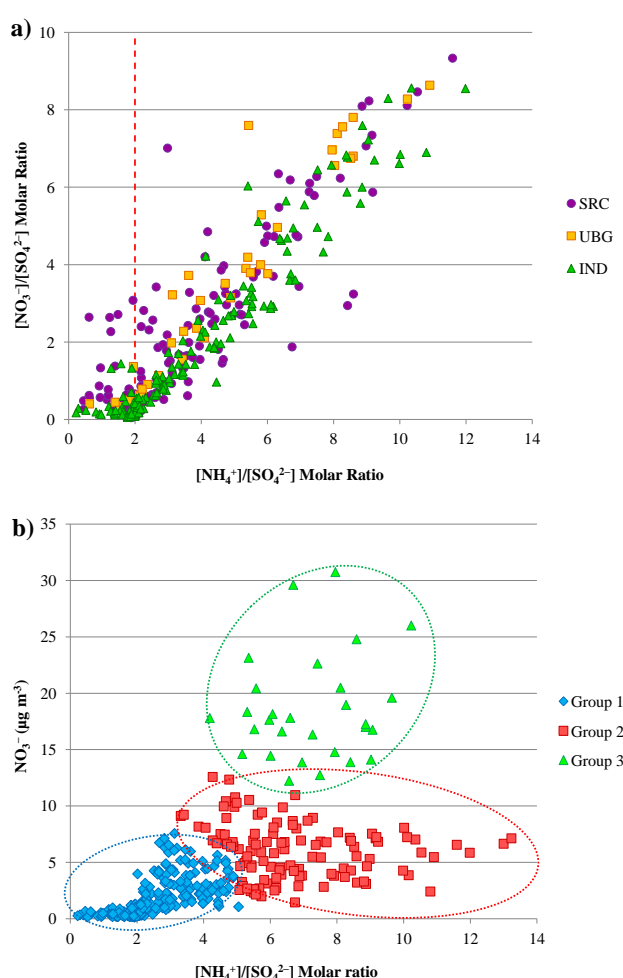 a)
10
8
6
4
2
0
0 2 4 6 8 10 12 14
[NO₃⁻]/[SO₄²⁻] Molar Ratio
[NH₄⁺]/[SO₄²⁻] Molar Ratio
SRC
UBG
IND
b)
35
30
25
20
15
10
5
0
0 2 4 6 8 10 12 14
NO₃⁻ (µg m⁻³)
[NH₄⁺]/[SO₄²⁻] Molar ratio
Group 1
Group 2
Group 3